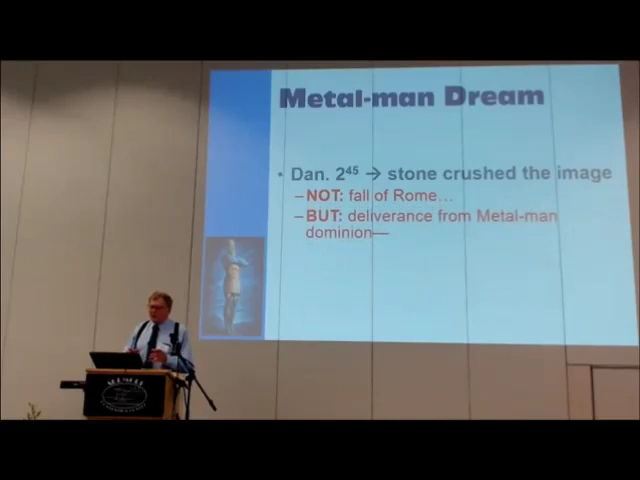 Metal-man Dream
• Dan. 2⁴⁵ → stone crushed the image
–NOT: fall of Rome…
–BUT: deliverance from Metal-man
dominion—